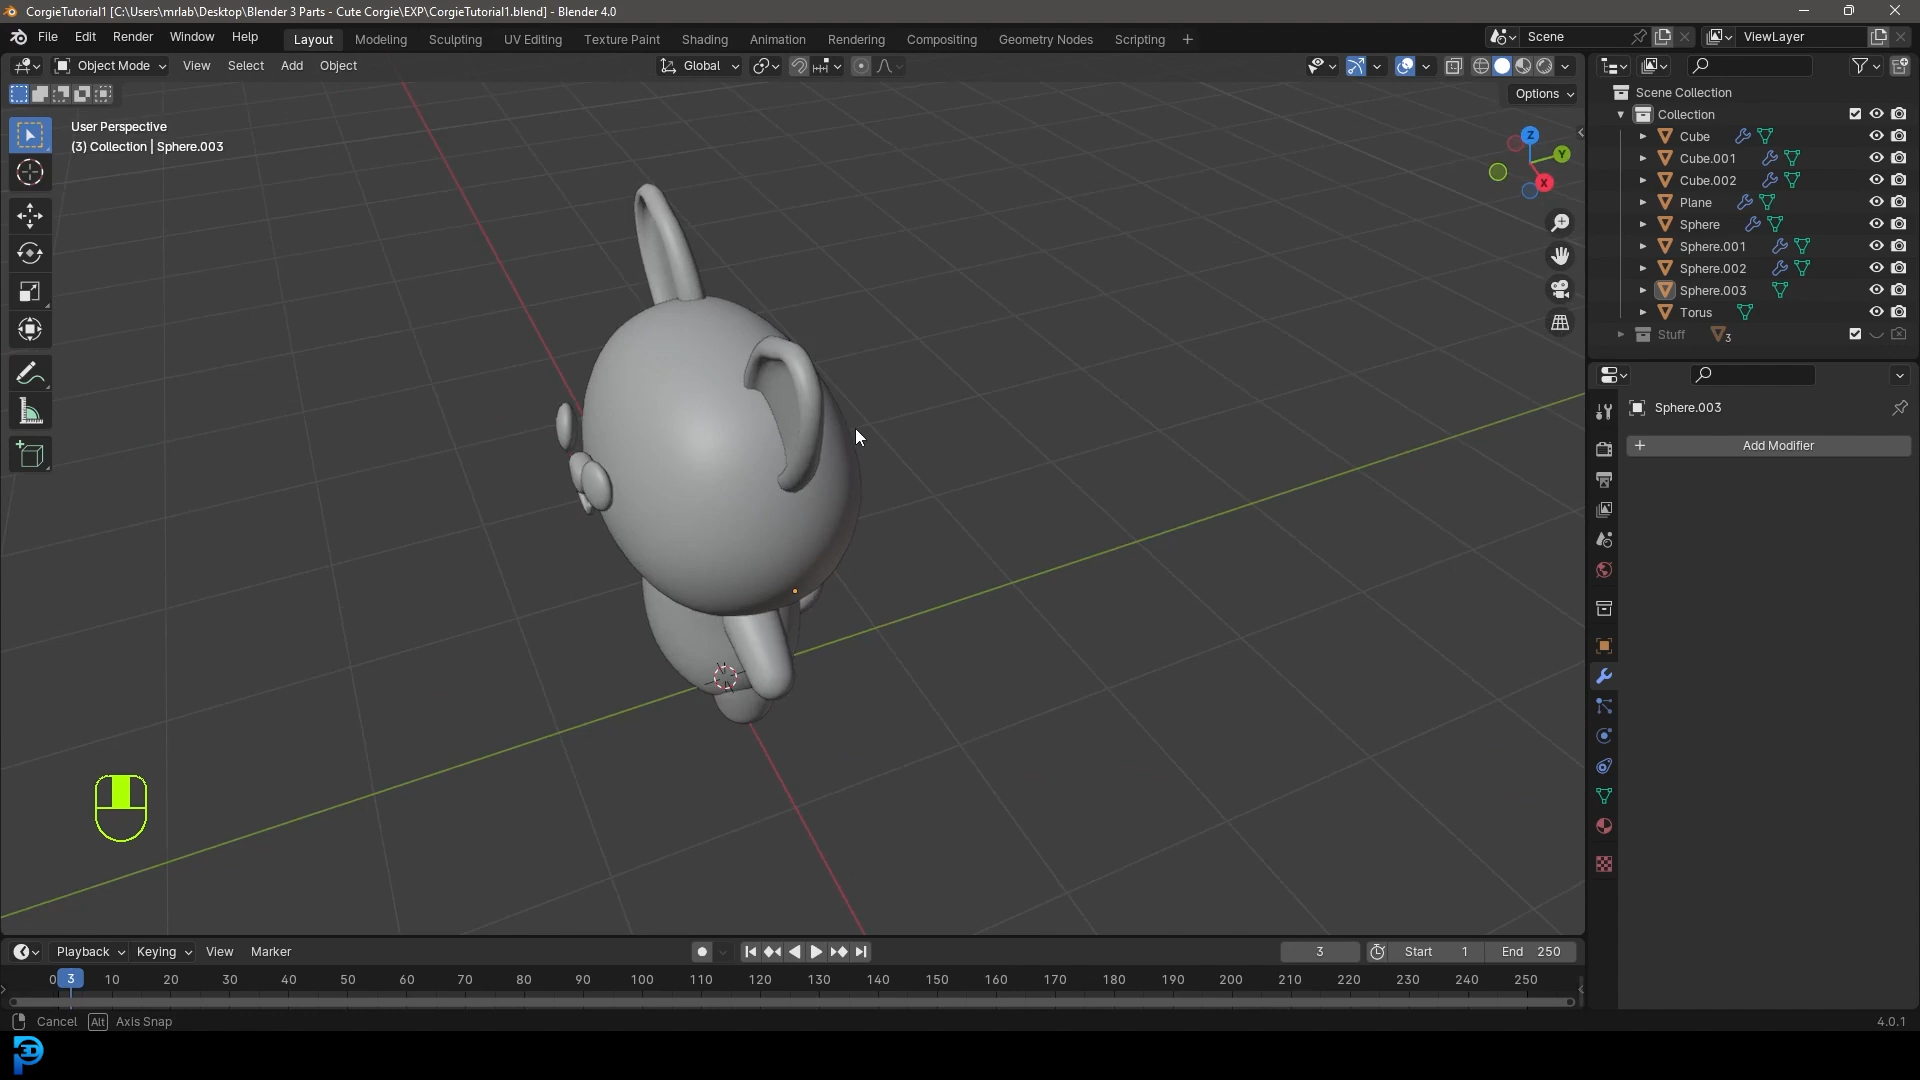 CorgieTutorial1 [C:\Users\mrlab\Desktop\Blender 3 Parts - Cute Corgie\EXP\CorgieTutorial1.blend] - Blender 4.0
File Edit Render Window Help Layout Modeling Sculpting UV Editing Texture Paint Shading Animation Rendering Compositing Geometry Nodes Scripting + Scene ViewLayer
Object Mode View Select Add Object Global
Options
User Perspective
(3) Collection | Sphere.003
Z
Y
X
Scene Collection
Collection
Cube
Cube.001
Cube.002
Plane
Sphere
Sphere.001
Sphere.002
Sphere.003
Torus
Stuff 3
Sphere.003
+ Add Modifier
Playback Keying View Marker 3 Start 1 End 250
0 3 10 20 30 40 50 60 70 80 90 100 110 120 130 140 150 160 170 180 190 200 210 220 230 240 250
Cancel Alt Axis Snap 4.0.1
3D